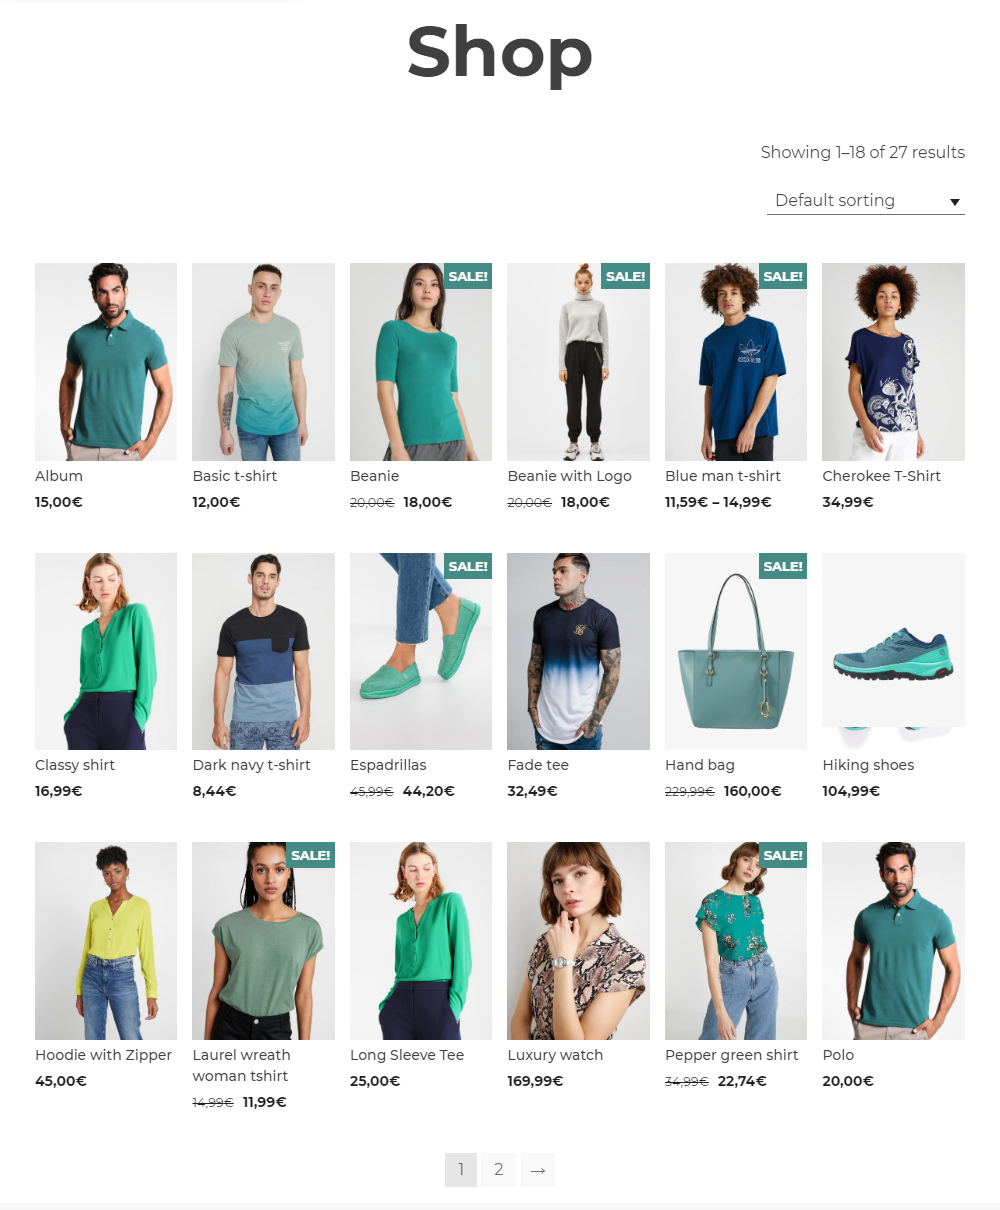 Shop
Showing 1–18 of 27 results
Default sorting
SALE!
SALE!
SALE!
Album
Basic t-shirt
Beanie
Beanie with Logo
Blue man t-shirt
Cherokee T-Shirt
15,00€
12,00€
20,00€ 18,00€
20,00€ 18,00€
11,59€ – 14,99€
34,99€
SALE!
SALE!
Classy shirt
Dark navy t-shirt
Espadrillas
Fade tee
Hand bag
Hiking shoes
16,99€
8,44€
45,99€ 44,20€
32,49€
229,99€ 160,00€
104,99€
SALE!
SALE!
Hoodie with Zipper
Laurel wreath
woman tshirt
Long Sleeve Tee
Luxury watch
Pepper green shirt
Polo
45,00€
14,99€ 11,99€
25,00€
169,99€
34,99€ 22,74€
20,00€
1 2 →